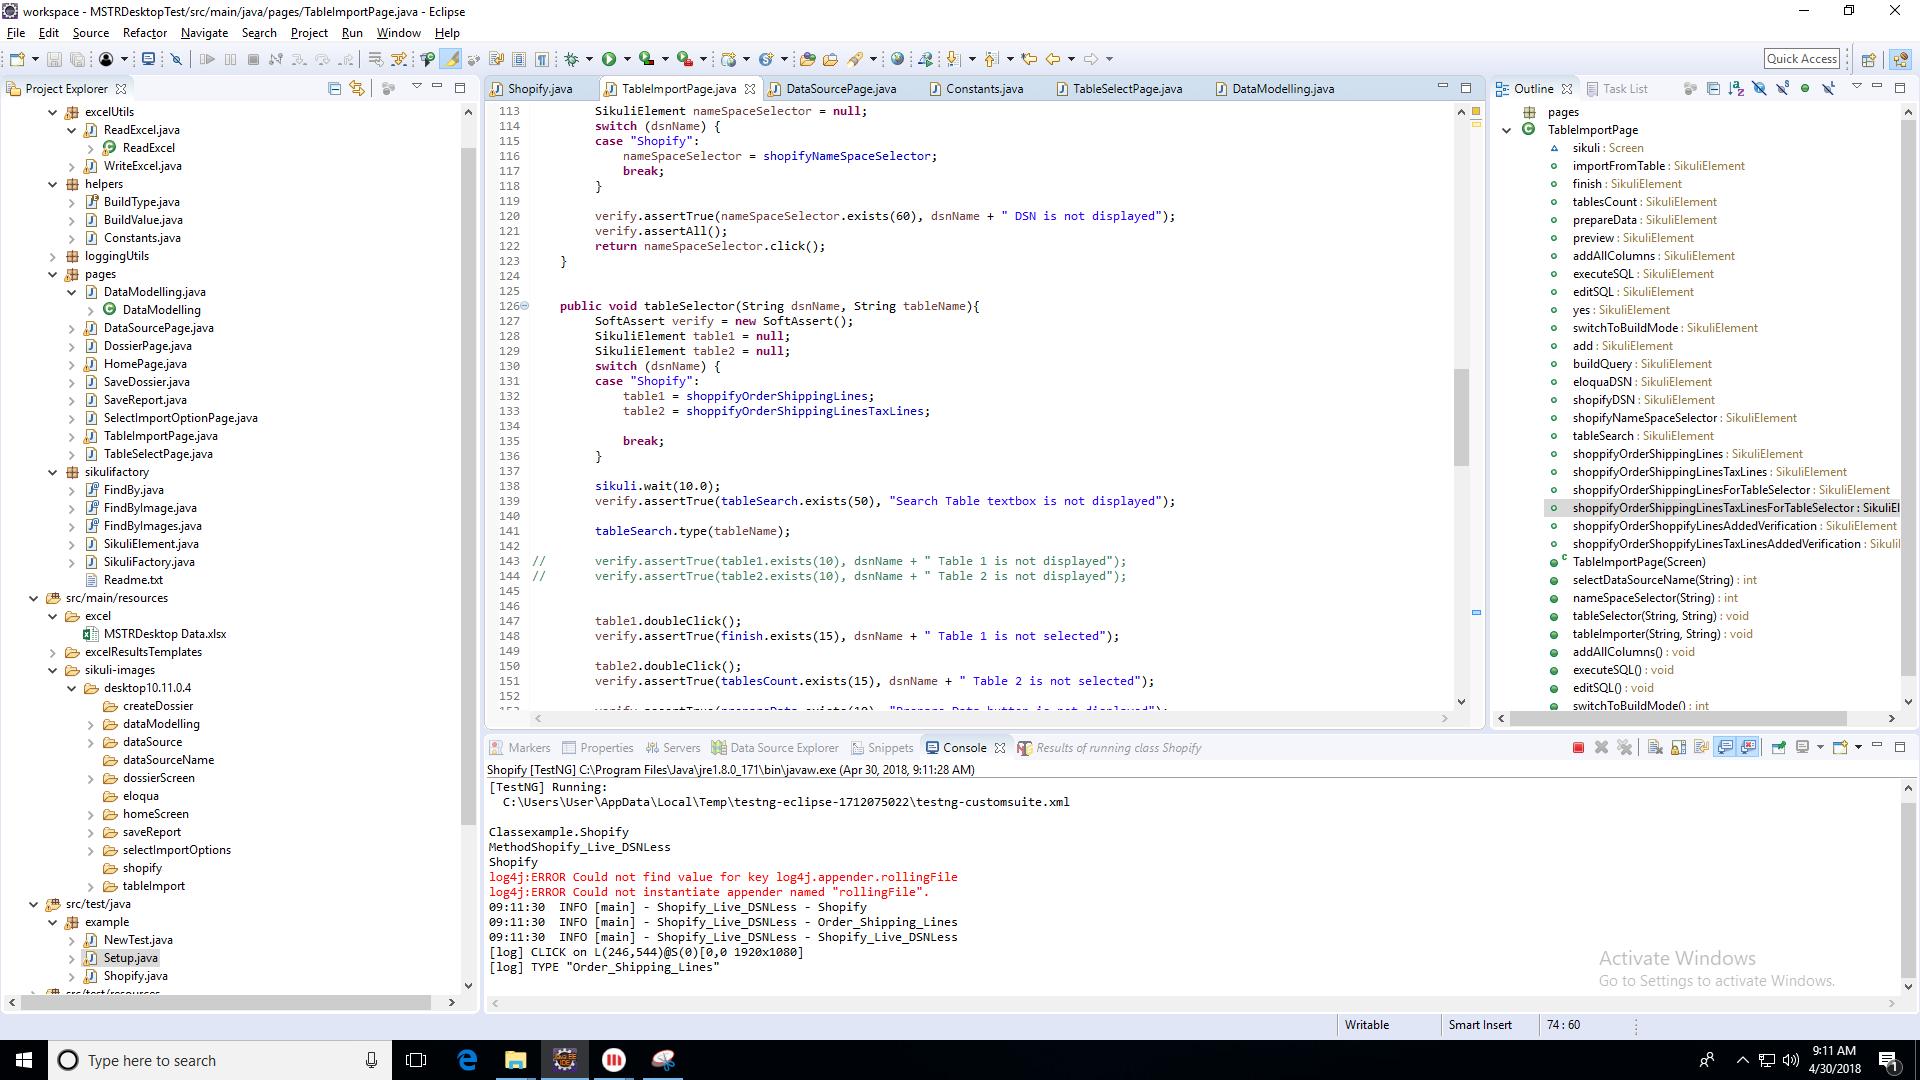 workspace - MSTRDesktopTest/src/main/java/pages/TableImportPage.java - Eclipse
File Edit Source Refactor Navigate Search Project Run Window Help
Quick Access
Project Explorer
excelUtils
ReadExcel.java
ReadExcel
WriteExcel.java
helpers
BuildType.java
BuildValue.java
Constants.java
loggingUtils
pages
DataModelling.java
DataModelling
DataSourcePage.java
DossierPage.java
HomePage.java
SaveDossier.java
SaveReport.java
SelectImportOptionPage.java
TableImportPage.java
TableSelectPage.java
sikulifactory
FindBy.java
FindByImage.java
FindByImages.java
SikuliElement.java
SikuliFactory.java
Readme.txt
src/main/resources
excel
MSTRDesktop Data.xlsx
excelResultsTemplates
sikuli-images
desktop10.11.0.4
createDossier
dataModelling
dataSource
dataSourceName
dossierScreen
eloqua
homeScreen
saveReport
selectImportOptions
shopify
tableImport
src/test/java
example
NewTest.java
Setup.java
Shopify.java
src/test/resources
Shopify.java TableImportPage.java DataSourcePage.java Constants.java TableSelectPage.java DataModelling.java
113 SikuliElement nameSpaceSelector = null;
114 switch (dsnName) {
115 case "Shopify":
116 nameSpaceSelector = shopifyNameSpaceSelector;
117 break;
118 }
119
120 verify.assertTrue(nameSpaceSelector.exists(60), dsnName + " DSN is not displayed");
121 verify.assertAll();
122 return nameSpaceSelector.click();
123 }
124
125
126 public void tableSelector(String dsnName, String tableName){
127 SoftAssert verify = new SoftAssert();
128 SikuliElement table1 = null;
129 SikuliElement table2 = null;
130 switch (dsnName) {
131 case "Shopify":
132 table1 = shoppifyOrderShippingLines;
133 table2 = shoppifyOrderShippingLinesTaxLines;
134
135 break;
136 }
137
138 sikuli.wait(10.0);
139 verify.assertTrue(tableSearch.exists(50), "Search Table textbox is not displayed");
140
141 tableSearch.type(tableName);
142
143 // verify.assertTrue(table1.exists(10), dsnName + " Table 1 is not displayed");
144 // verify.assertTrue(table2.exists(10), dsnName + " Table 2 is not displayed");
145
146
147 table1.doubleClick();
148 verify.assertTrue(finish.exists(15), dsnName + " Table 1 is not selected");
149
150 table2.doubleClick();
151 verify.assertTrue(tablesCount.exists(15), dsnName + " Table 2 is not selected");
152
153 verify.assertTrue(prepareData.exists(10), "Prepare Data button is not displayed");
Outline Task List
pages
TableImportPage
sikuli : Screen
importFromTable : SikuliElement
finish : SikuliElement
tablesCount : SikuliElement
prepareData : SikuliElement
preview : SikuliElement
addAllColumns : SikuliElement
executeSQL : SikuliElement
editSQL : SikuliElement
yes : SikuliElement
switchToBuildMode : SikuliElement
add : SikuliElement
buildQuery : SikuliElement
eloquaDSN : SikuliElement
shopifyDSN : SikuliElement
shopifyNameSpaceSelector : SikuliElement
tableSearch : SikuliElement
shoppifyOrderShippingLines : SikuliElement
shoppifyOrderShippingLinesTaxLines : SikuliElement
shoppifyOrderShippingLinesForTableSelector : SikuliElement
shoppifyOrderShippingLinesTaxLinesForTableSelector : SikuliEl
shoppifyOrderShoppifyLinesAddedVerification : SikuliElement
shoppifyOrderShoppifyLinesTaxLinesAddedVerification : Sikuli
TableImportPage(Screen)
selectDataSourceName(String) : int
nameSpaceSelector(String) : int
tableSelector(String, String) : void
tableImporter(String, String) : void
addAllColumns() : void
executeSQL() : void
editSQL() : void
switchToBuildMode() : int
Markers Properties Servers Data Source Explorer Snippets Console Results of running class Shopify
Shopify [TestNG] C:\Program Files\Java\jre1.8.0_171\bin\javaw.exe (Apr 30, 2018, 9:11:28 AM)
[TestNG] Running:
C:\Users\User\AppData\Local\Temp\testng-eclipse-1712075022\testng-customsuite.xml
Classexample.Shopify
MethodShopify_Live_DSNLess
Shopify
log4j:ERROR Could not find value for key log4j.appender.rollingFile
log4j:ERROR Could not instantiate appender named "rollingFile".
09:11:30 INFO [main] - Shopify_Live_DSNLess - Shopify
09:11:30 INFO [main] - Shopify_Live_DSNLess - Order_Shipping_Lines
09:11:30 INFO [main] - Shopify_Live_DSNLess - Shopify_Live_DSNLess
[log] CLICK on L(246,544)@S(0)[0,0 1920x1080]
[log] TYPE "Order_Shipping_Lines"
Activate Windows
Go to Settings to activate Windows.
Writable Smart Insert 74 : 60
Type here to search
9:11 AM
4/30/2018
1